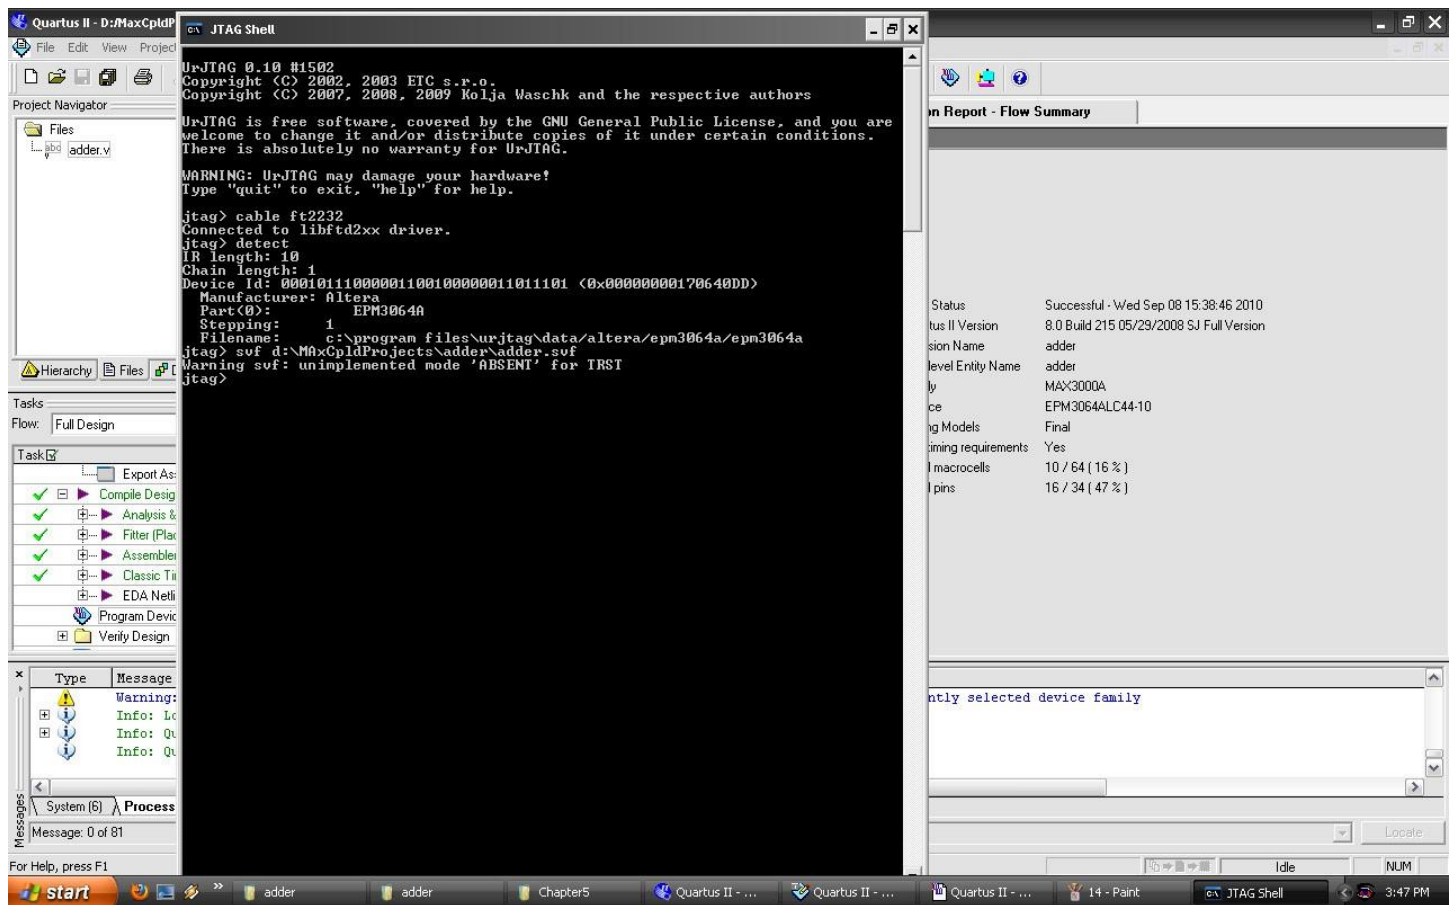 Quartus II - D:/MaxCpldP
JTAG Shell
File Edit View Project
Project Navigator
Files
adder.v
Hierarchy Files
Tasks
Flow: Full Design
Task
Export As
Compile Desig
Analysis &
Fitter (Plac
Assembler
Classic Ti
EDA Netli
Program Devic
Verify Design
UrJTAG 0.10 #1502
Copyright (C) 2002, 2003 ETC s.r.o.
Copyright (C) 2007, 2008, 2009 Kolja Waschk and the respective authors
UrJTAG is free software, covered by the GNU General Public License, and you are
welcome to change it and/or distribute copies of it under certain conditions.
There is absolutely no warranty for UrJTAG.
WARNING: UrJTAG may damage your hardware!
Type "quit" to exit, "help" for help.
jtag> cable ft2232
Connected to libftd2xx driver.
jtag> detect
IR length: 10
Chain length: 1
Device Id: 00010111000001100100000011011101 (0x00000000170640DD)
Manufacturer: Altera
Part(0): EPM3064A
Stepping: 1
Filename: c:\program files\urjtag\data/altera/epm3064a/epm3064a
jtag> svf d:\MAxCpldProjects\adder\adder.svf
Warning svf: unimplemented mode 'ABSENT' for TRST
jtag>
on Report - Flow Summary
Status Successful - Wed Sep 08 15:38:46 2010
tus II Version 8.0 Build 215 05/29/2008 SJ Full Version
sion Name adder
level Entity Name adder
ly MAX3000A
ce EPM3064ALC44-10
ng Models Final
timing requirements Yes
l macrocells 10 / 64 ( 16 % )
l pins 16 / 34 ( 47 % )
Type Message
Warning: ntly selected device family
Info: Lo
Info: Qu
Info: Qu
System (6) Process
Messages
Message: 0 of 81
Locate
For Help, press F1
Idle NUM
start adder adder Chapter5 Quartus II - ... Quartus II - ... Quartus II - ... 14 - Paint JTAG Shell 3:47 PM